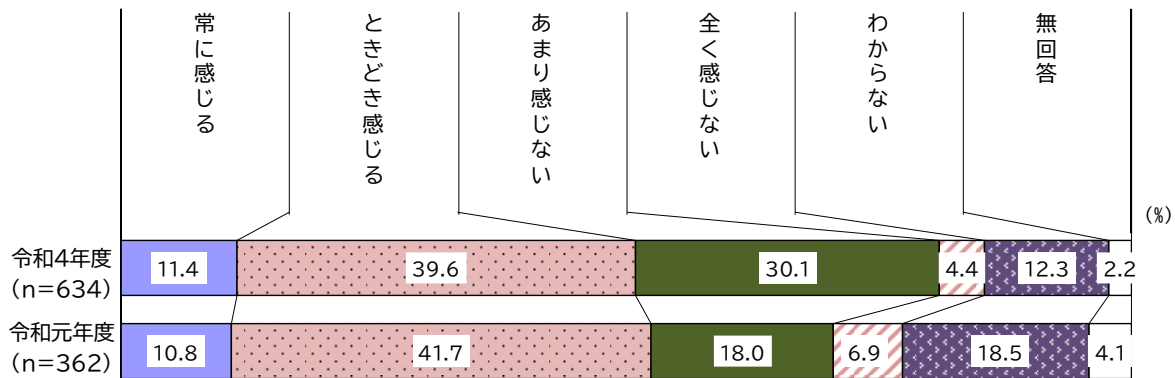 常に感じる
ときどき感じる
あまり感じない
全く感じない
わからない
無回答
(%)
令和4年度
(n=634)
11.4
39.6
30.1
4.4
12.3
2.2
令和元年度
(n=362)
10.8
41.7
18.0
6.9
18.5
4.1